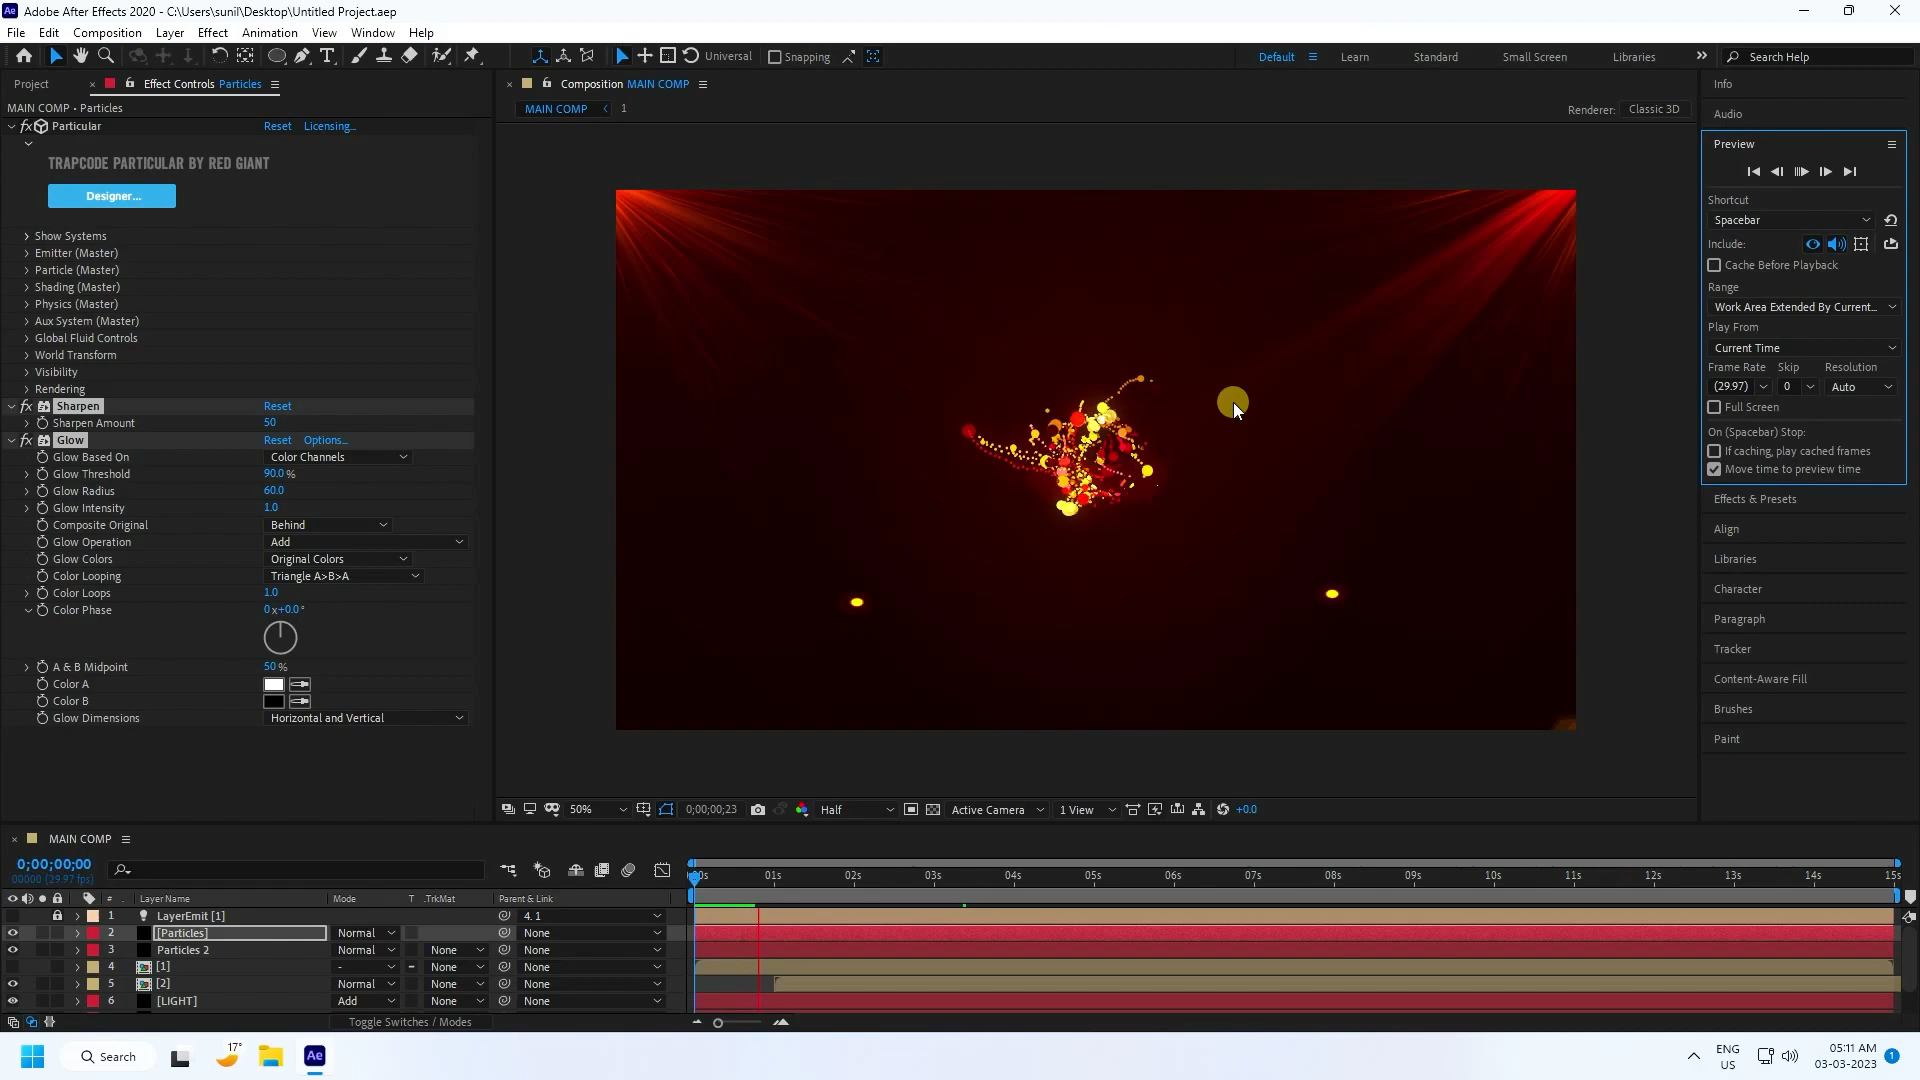 Adobe After Effects 2020 - C:\Users\sunil\Desktop\Untitled Project.aep
File Edit Composition Layer Effect Animation View Window Help
Universal Snapping Default Learn Standard Small Screen Libraries Search Help
Project Effect Controls Particles
MAIN COMP • Particles
fx Particular Reset Licensing...
TRAPCODE PARTICULAR BY RED GIANT
Designer...
Show Systems
Emitter (Master)
Particle (Master)
Shading (Master)
Physics (Master)
Aux System (Master)
Global Fluid Controls
World Transform
Visibility
Rendering
fx Sharpen Reset
Sharpen Amount 50
fx Glow Reset Options...
Glow Based On Color Channels
Glow Threshold 90.0 %
Glow Radius 60.0
Glow Intensity 1.0
Composite Original Behind
Glow Operation Add
Glow Colors Original Colors
Color Looping Triangle A>B>A
Color Loops 1.0
Color Phase 0x+0.0°
A & B Midpoint 50 %
Color A
Color B
Glow Dimensions Horizontal and Vertical
Composition MAIN COMP
MAIN COMP 1
Renderer: Classic 3D
50% 0;00;00;23 Half Active Camera 1 View +0.0
Info
Audio
Preview
Shortcut
Spacebar
Include:
Cache Before Playback
Range
Work Area Extended By Current...
Play From
Current Time
Frame Rate Skip Resolution
(29.97) 0 Auto
Full Screen
On (Spacebar) Stop:
If caching, play cached frames
Move time to preview time
Effects & Presets
Align
Libraries
Character
Paragraph
Tracker
Content-Aware Fill
Brushes
Paint
MAIN COMP
0;00;00;00
00000 (29.97 fps)
00s 01s 02s 03s 04s 05s 06s 07s 08s 09s 10s 11s 12s 13s 14s 15s
# Layer Name Mode T .TrkMat Parent & Link
1 LayerEmit [1] 4. 1
2 [Particles] Normal None
3 Particles 2 Normal None None
4 [1] - None None
5 [2] Normal None None
6 [LIGHT] Add None None
Toggle Switches / Modes
Search 17° Ae
ENG
US
05:11 AM
03-03-2023
1